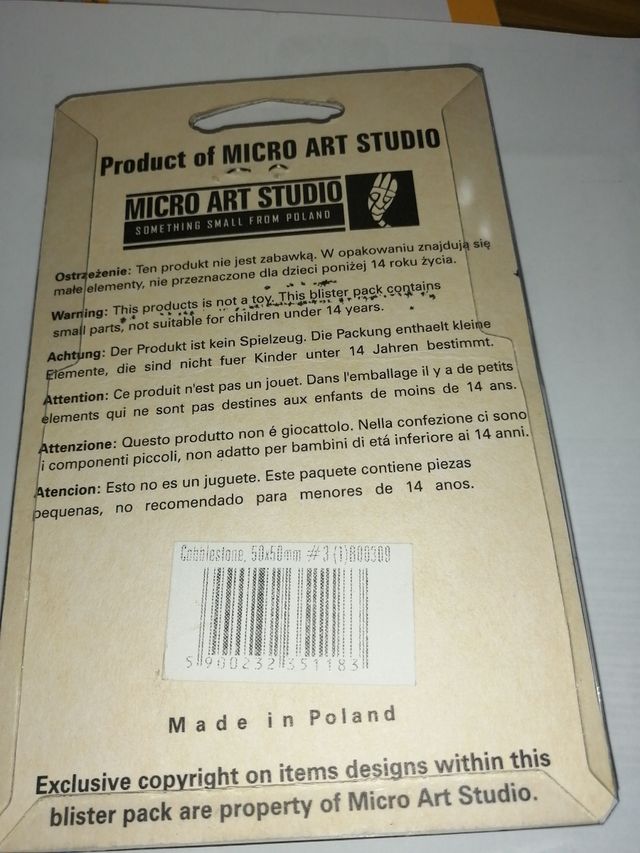 Product of MICRO ART STUDIO
MICRO ART STUDIO
SOMETHING SMALL FROM POLAND
Ostrzeżenie: Ten produkt nie jest zabawką. W opakowaniu znajdują się
małe elementy, nie przeznaczone dla dzieci poniżej 14 roku życia.
Warning: This products is not a toy. This blister pack contains
small parts, not suitable for children under 14 years.
Achtung: Der Produkt ist kein Spielzeug. Die Packung enthaelt kleine
Elemente, die sind nicht fuer Kinder unter 14 Jahren bestimmt.
Attention: Ce produit n'est pas un jouet. Dans l'emballage il y a de petits
elements qui ne sont pas destines aux enfants de moins de 14 ans.
Attenzione: Questo produtto non é giocattolo. Nella confezione ci sono
i componenti piccoli, non adatto per bambini di etá inferiore ai 14 anni.
Atencion: Esto no es un juguete. Este paquete contiene piezas
pequenas, no recomendado para menores de 14 anos.
Cobblestone, 50x50mm #3 (1)B00309
5 900232 351183
Made in Poland
Exclusive copyright on items designs within this
blister pack are property of Micro Art Studio.